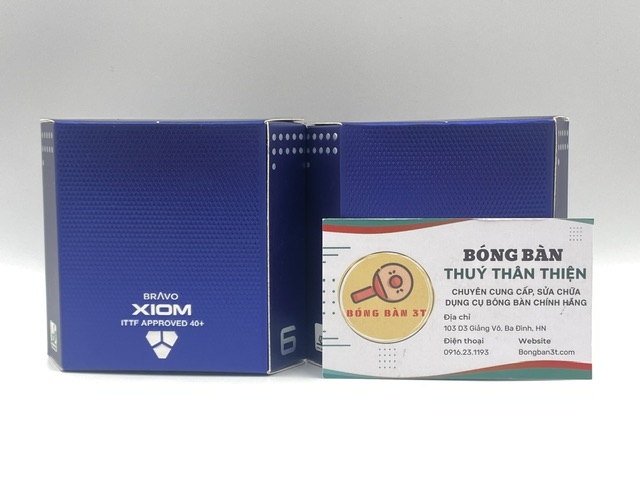 BRAVO
XIOM
ITTF APPROVED 40+
6
BÓNG BÀN 3T
BÓNG BÀN
THUÝ THÂN THIỆN
CHUYÊN CUNG CẤP, SỬA CHỮA
DỤNG CỤ BÓNG BÀN CHÍNH HÃNG
Địa chỉ
103 D3 Giảng Võ, Ba Đình, HN
Điện thoại Website
0916.23.1193 Bongban3t.com